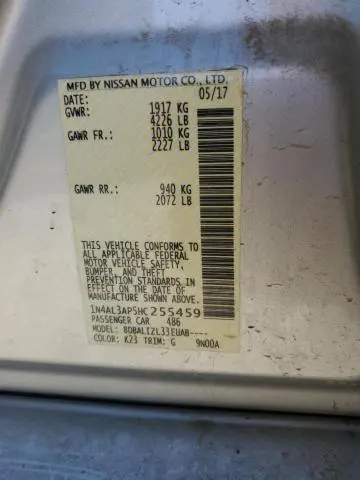 MFD BY NISSAN MOTOR CO., LTD.
DATE: 05/17
GVWR: 1917 KG
4226 LB
GAWR FR.: 1010 KG
2227 LB
GAWR RR.: 940 KG
2072 LB
THIS VEHICLE CONFORMS TO
ALL APPLICABLE FEDERAL
MOTOR VEHICLE SAFETY,
BUMPER, AND THEFT
PREVENTION STANDARDS IN
EFFECT ON THE DATE OF
MANUFACTURE SHOWN ABOVE.
1N4AL3AP5HC255459
PASSENGER CAR 486
MODEL: BDBALIZL33EUAB----
COLOR: K23 TRIM: G 9N00A